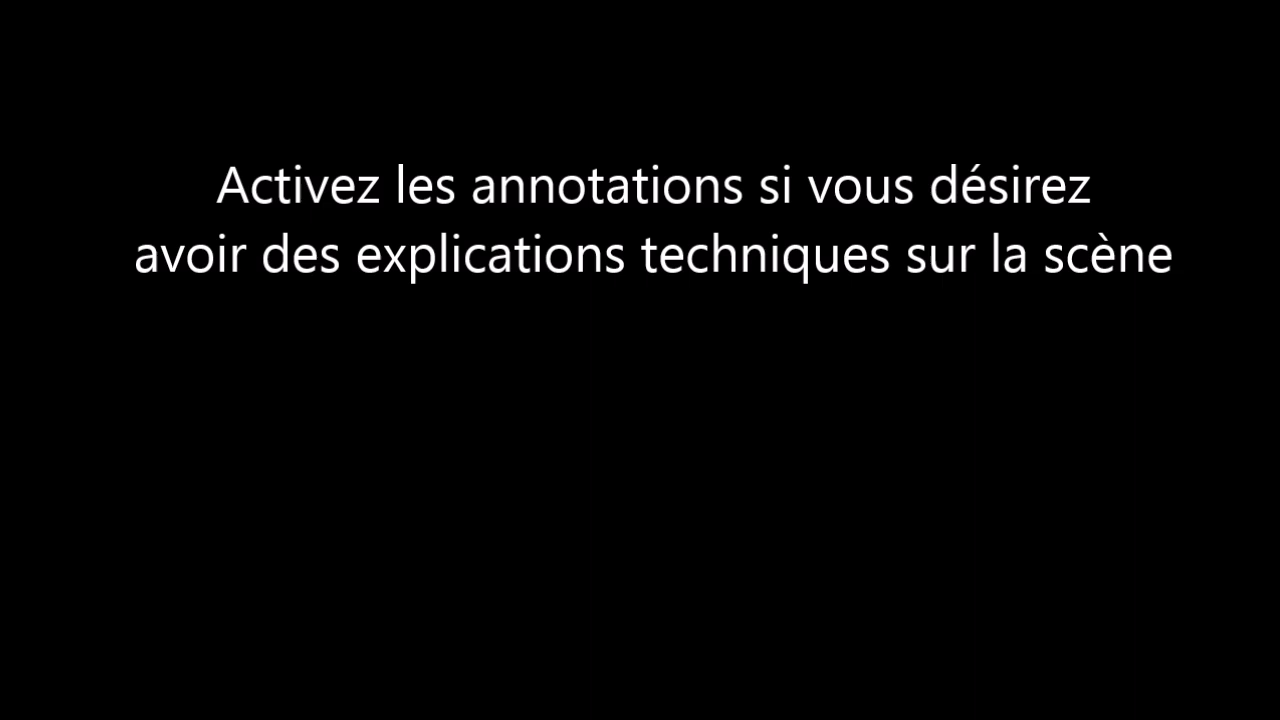 Activez les annotations si vous désirez
avoir des explications techniques sur la scène